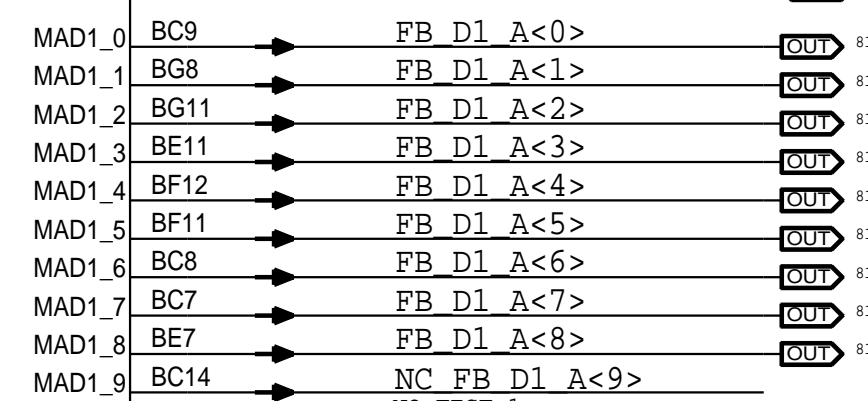 MAD1_0 BC9 FB_D1_A<0> OUT
MAD1_1 BG8 FB_D1_A<1> OUT
MAD1_2 BG11 FB_D1_A<2> OUT
MAD1_3 BE11 FB_D1_A<3> OUT
MAD1_4 BF12 FB_D1_A<4> OUT
MAD1_5 BF11 FB_D1_A<5> OUT
MAD1_6 BC8 FB_D1_A<6> OUT
MAD1_7 BC7 FB_D1_A<7> OUT
MAD1_8 BE7 FB_D1_A<8> OUT
MAD1_9 BC14 NC_FB_D1_A<9>